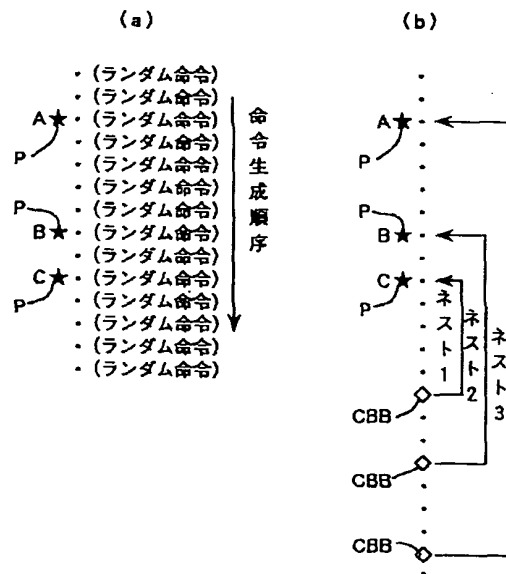 (a)
・(ランダム命令)
・(ランダム命令)
A★・(ランダム命令)
・(ランダム命令)
P
・(ランダム命令)
・(ランダム命令)
P
・(ランダム命令)
B★・(ランダム命令)
・(ランダム命令)
C★・(ランダム命令)
P
・(ランダム命令)
・(ランダム命令)
・(ランダム命令)
・(ランダム命令)
命令生成順序
(b)
A★
P
P
B★
C★
P
ネスト1
ネスト2
ネスト3
CBB
CBB
CBB